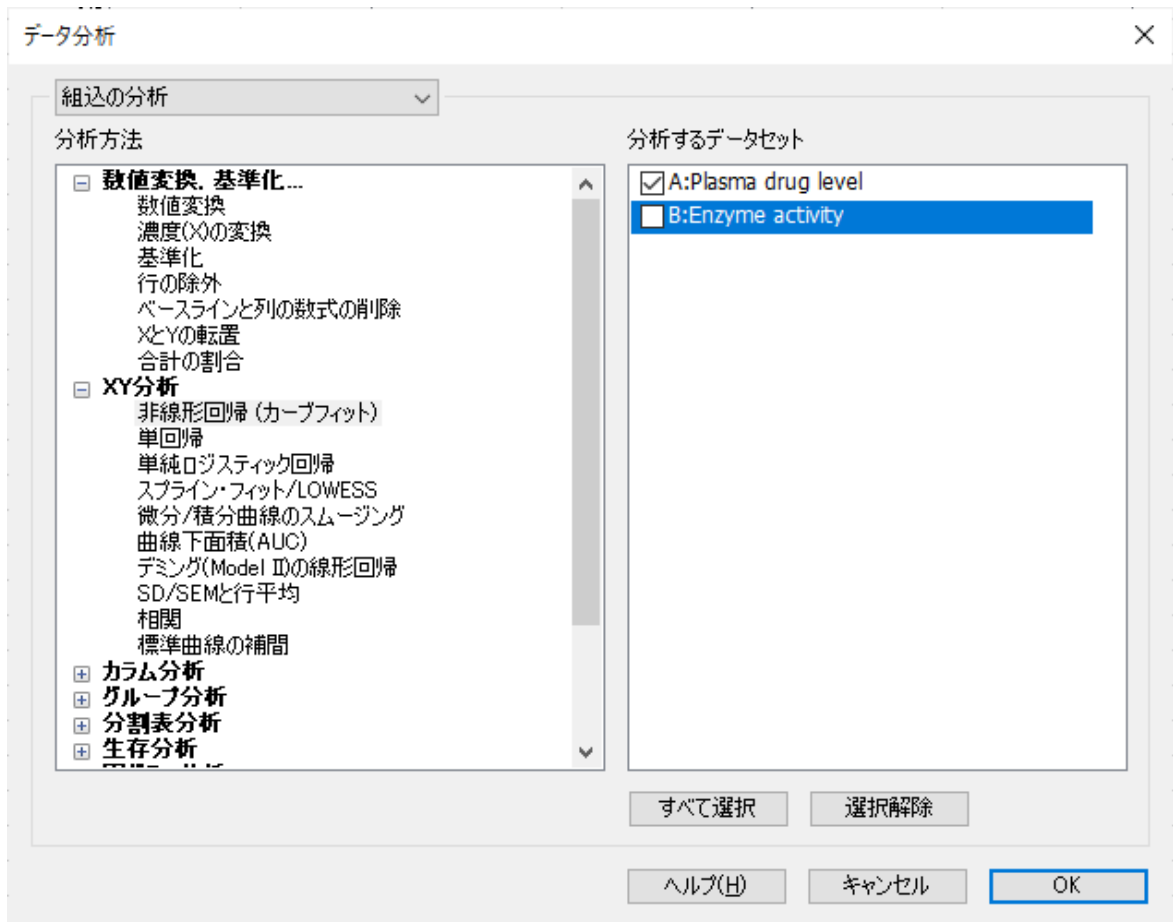 データ分析
組込の分析
分析方法
数値変換, 基準化...
数値変換
濃度(X)の変換
基準化
行の除外
ベースラインと列の数式の削除
XとYの転置
合計の割合
XY分析
非線形回帰 (カーブフィット)
単回帰
単純ロジスティック回帰
スプライン・フィット/LOWESS
微分/積分曲線のスムージング
曲線下面積(AUC)
デミング(Model II)の線形回帰
SD/SEMと行平均
相関
標準曲線の補間
カラム分析
グループ分析
分割表分析
生存分析
分析するデータセット
A:Plasma drug level
B:Enzyme activity
すべて選択
選択解除
ヘルプ(H)
キャンセル
OK